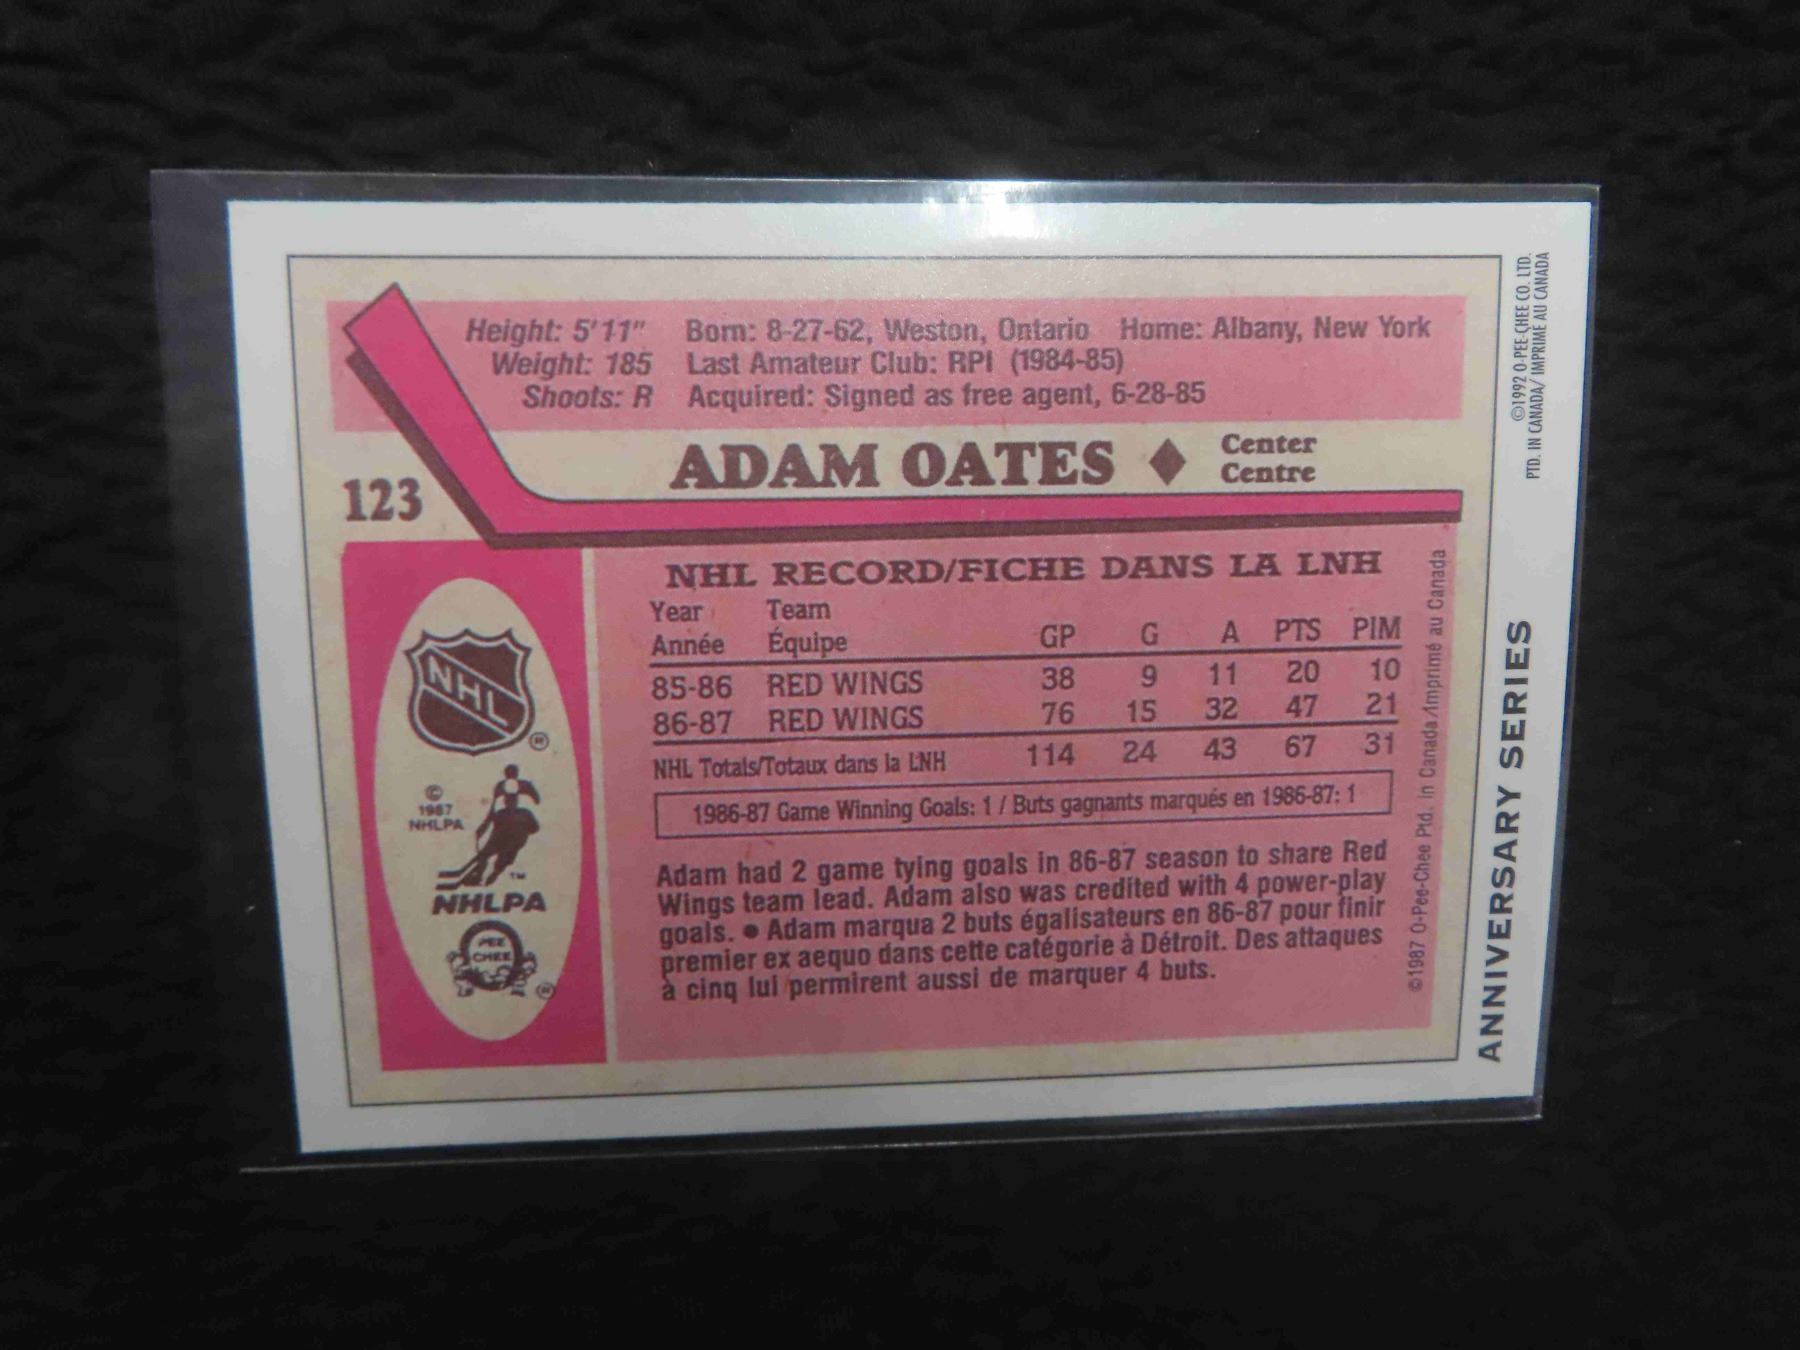 Height: 5'11" Born: 8-27-62, Weston, Ontario Home: Albany, New York
Weight: 185 Last Amateur Club: RPI (1984-85)
Shoots: R Acquired: Signed as free agent, 6-28-85
ADAM OATES ♦ Center
Centre
123
NHL RECORD/FICHE DANS LA LNH
Year Team
Année Équipe GP G A PTS PIM
85-86 RED WINGS 38 9 11 20 10
86-87 RED WINGS 76 15 32 47 21
NHL Totals/Totaux dans la LNH 114 24 43 67 31
1986-87 Game Winning Goals: 1 / Buts gagnants marqués en 1986-87: 1
Adam had 2 game tying goals in 86-87 season to share Red
Wings team lead. Adam also was credited with 4 power-play
goals. ● Adam marqua 2 buts égalisateurs en 86-87 pour finir
premier ex aequo dans cette catégorie à Détroit. Des attaques
à cinq lui permirent aussi de marquer 4 buts.
NHL
®
©
1987
NHLPA
TM
NHLPA
O
PEE
CHEE
®
©1987 O-Pee-Chee Ptd. in Canada/Imprimé au Canada
©1992 O-PEE-CHEE CO. LTD.
PTD. IN CANADA/ IMPRIME AU CANADA
ANNIVERSARY SERIES